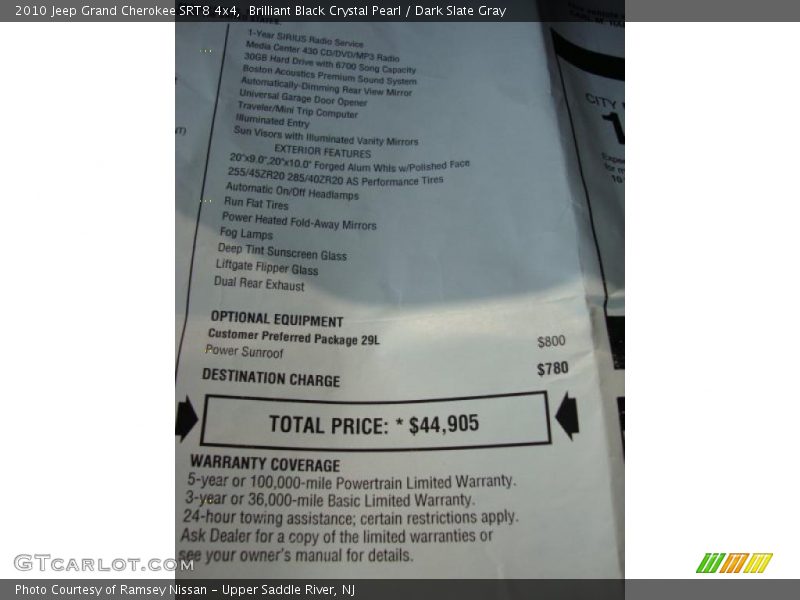 2010 Jeep Grand Cherokee SRT8 4x4, Brilliant Black Crystal Pearl / Dark Slate Gray
1-Year SIRIUS Radio Service
Media Center 430 CD/DVD/MP3 Radio
30GB Hard Drive with 6700 Song Capacity
Boston Acoustics Premium Sound System
Automatically-Dimming Rear View Mirror
Universal Garage Door Opener
Traveler/Mini Trip Computer
Illuminated Entry
Sun Visors with Illuminated Vanity Mirrors
EXTERIOR FEATURES
20"x9.0",20"x10.0" Forged Alum Whls w/Polished Face
255/45ZR20 285/40ZR20 AS Performance Tires
Automatic On/Off Headlamps
Run Flat Tires
Power Heated Fold-Away Mirrors
Fog Lamps
Deep Tint Sunscreen Glass
Liftgate Flipper Glass
Dual Rear Exhaust
CITY
OPTIONAL EQUIPMENT
Customer Preferred Package 29L
Power Sunroof $800
DESTINATION CHARGE $780
TOTAL PRICE: * $44,905
WARRANTY COVERAGE
5-year or 100,000-mile Powertrain Limited Warranty.
3-year or 36,000-mile Basic Limited Warranty.
24-hour towing assistance; certain restrictions apply.
Ask Dealer for a copy of the limited warranties or
see your owner's manual for details.
GTcarlot.com
Photo Courtesy of Ramsey Nissan - Upper Saddle River, NJ